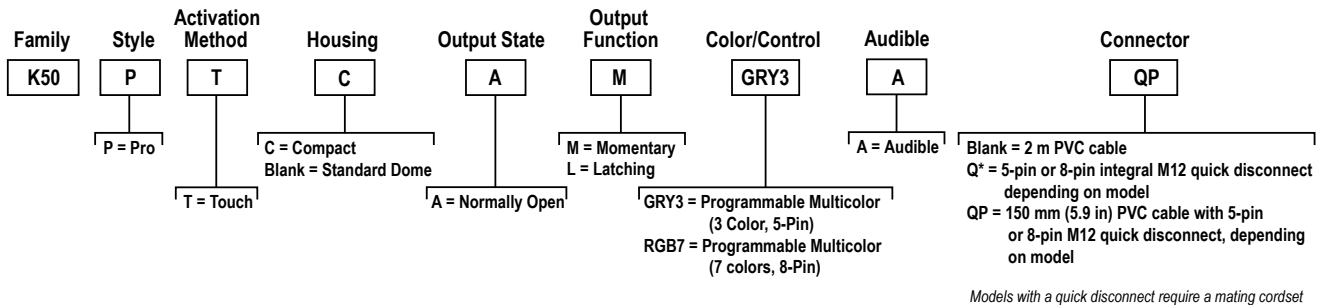 Family
Style
Activation
Method
Housing
Output State
Output
Function
Color/Control
Audible
Connector
K50
P
T
C
A
M
GRY3
A
QP
P = Pro
T = Touch
C = Compact
Blank = Standard Dome
A = Normally Open
M = Momentary
L = Latching
GRY3 = Programmable Multicolor
(3 Color, 5-Pin)
RGB7 = Programmable Multicolor
(7 colors, 8-Pin)
A = Audible
Blank = 2 m PVC cable
Q* = 5-pin or 8-pin integral M12 quick disconnect
depending on model
QP = 150 mm (5.9 in) PVC cable with 5-pin
or 8-pin M12 quick disconnect, depending
on model
Models with a quick disconnect require a mating cordset